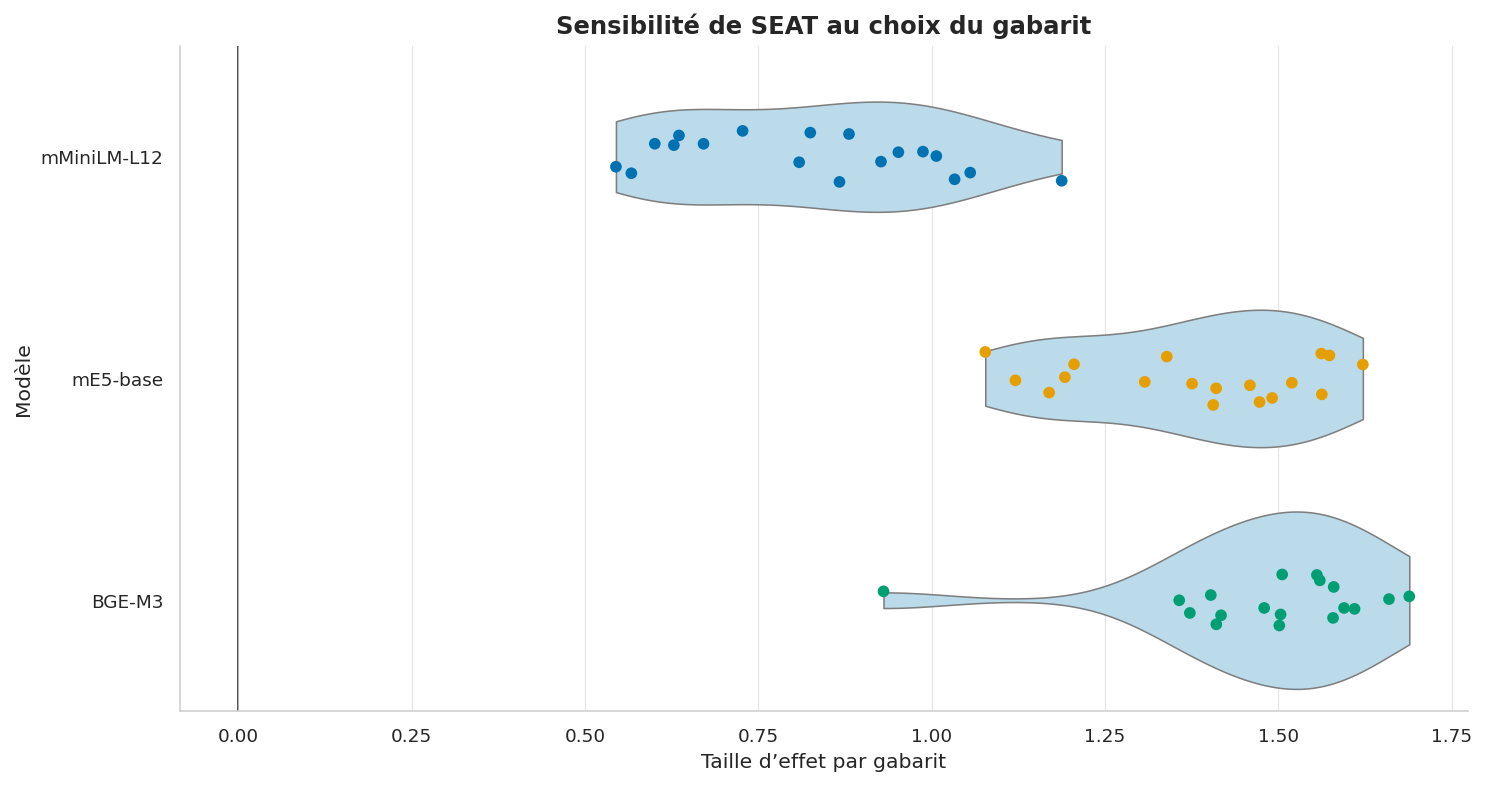 Sensibilité de SEAT au choix du gabarit
Modèle
mMiniLM-L12
mE5-base
BGE-M3
0.00 0.25 0.50 0.75 1.00 1.25 1.50 1.75
Taille d’effet par gabarit